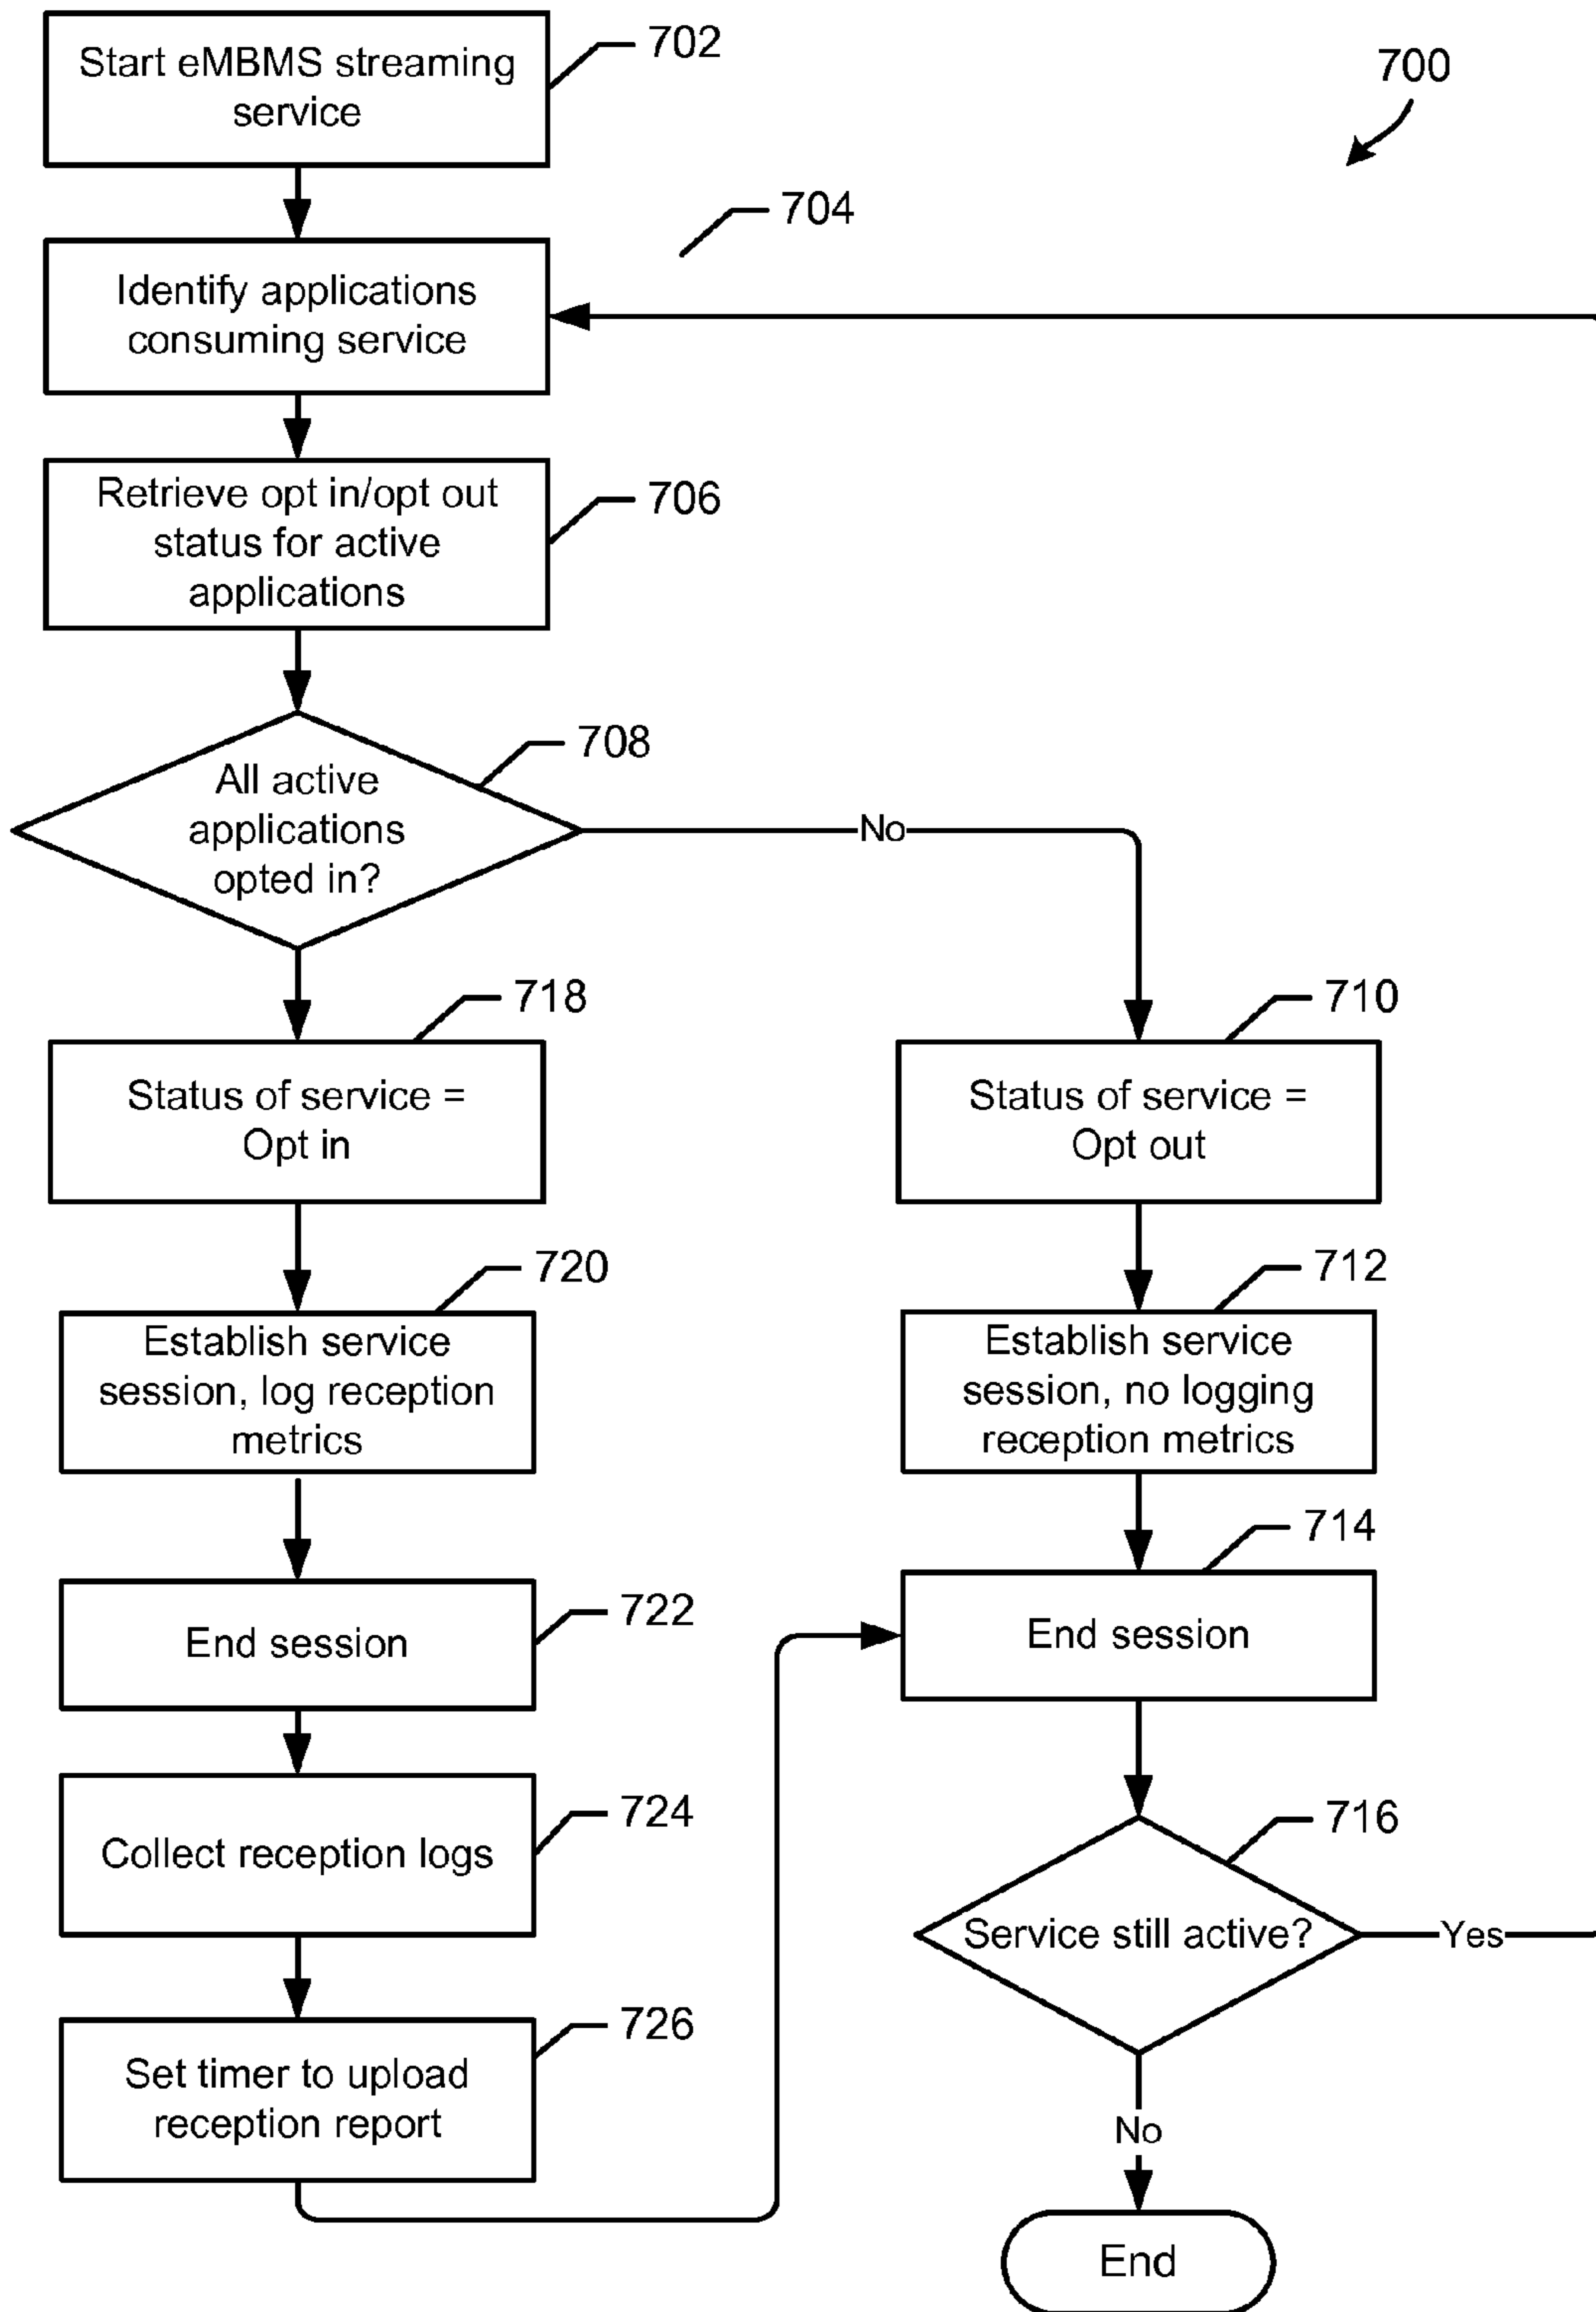 Start eMBMS streaming
service
702
700
704
Identify applications
consuming service
Retrieve opt in/opt out
status for active
applications
706
708
All active
applications
opted in?
No
718
710
Status of service =
Opt in
Status of service =
Opt out
720
712
Establish service
session, log reception
metrics
Establish service
session, no logging
reception metrics
714
722
End session
End session
724
Collect reception logs
716
Service still active?
Yes
726
Set timer to upload
reception report
No
End